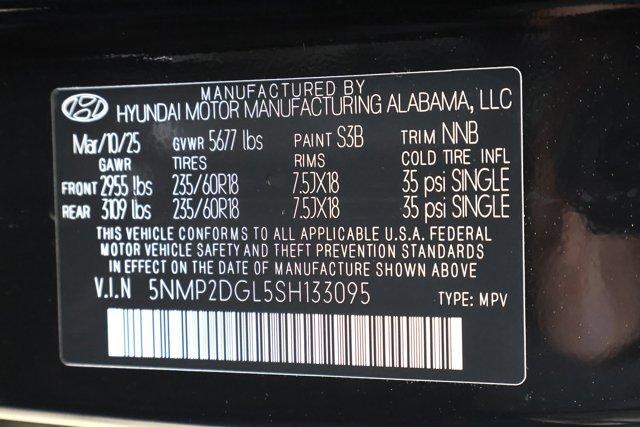 MANUFACTURED BY
HYUNDAI MOTOR MANUFACTURING ALABAMA, LLC
Mar/10/25 GVWR 5677 lbs PAINT S3B TRIM NNB
GAWR TIRES RIMS COLD TIRE INFL
FRONT 2955 lbs 235/60R18 7.5JX18 35 psi SINGLE
REAR 3109 lbs 235/60R18 7.5JX18 35 psi SINGLE
THIS VEHICLE CONFORMS TO ALL APPLICABLE U.S.A. FEDERAL
MOTOR VEHICLE SAFETY AND THEFT PREVENTION STANDARDS
IN EFFECT ON THE DATE OF MANUFACTURE SHOWN ABOVE
V.I.N 5NMP2DGL5SH133095 TYPE: MPV